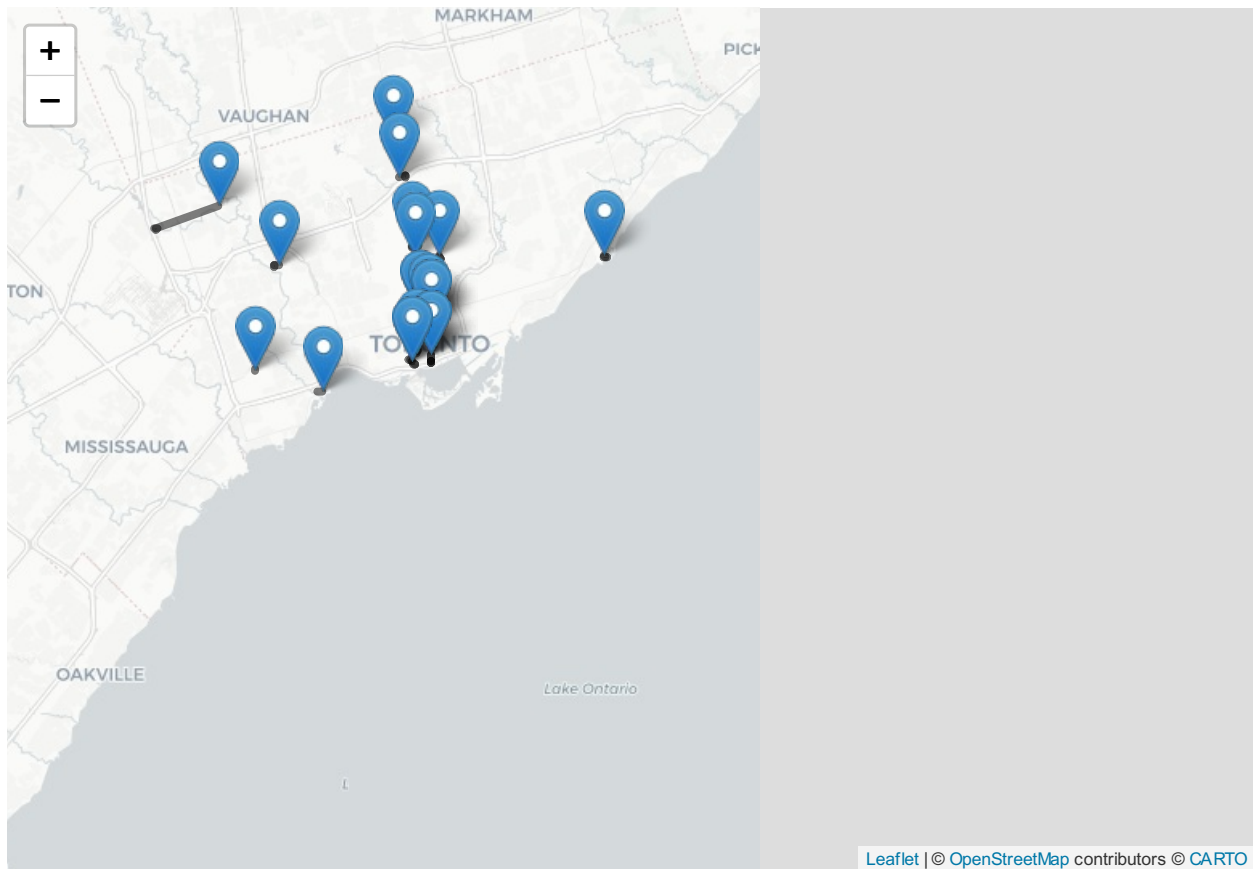 MARKHAM
+
PICK
−
VAUGHAN
TON
TORONTO
MISSISSAUGA
OAKVILLE
Lake Ontario
L
Leaflet | © OpenStreetMap contributors © CARTO